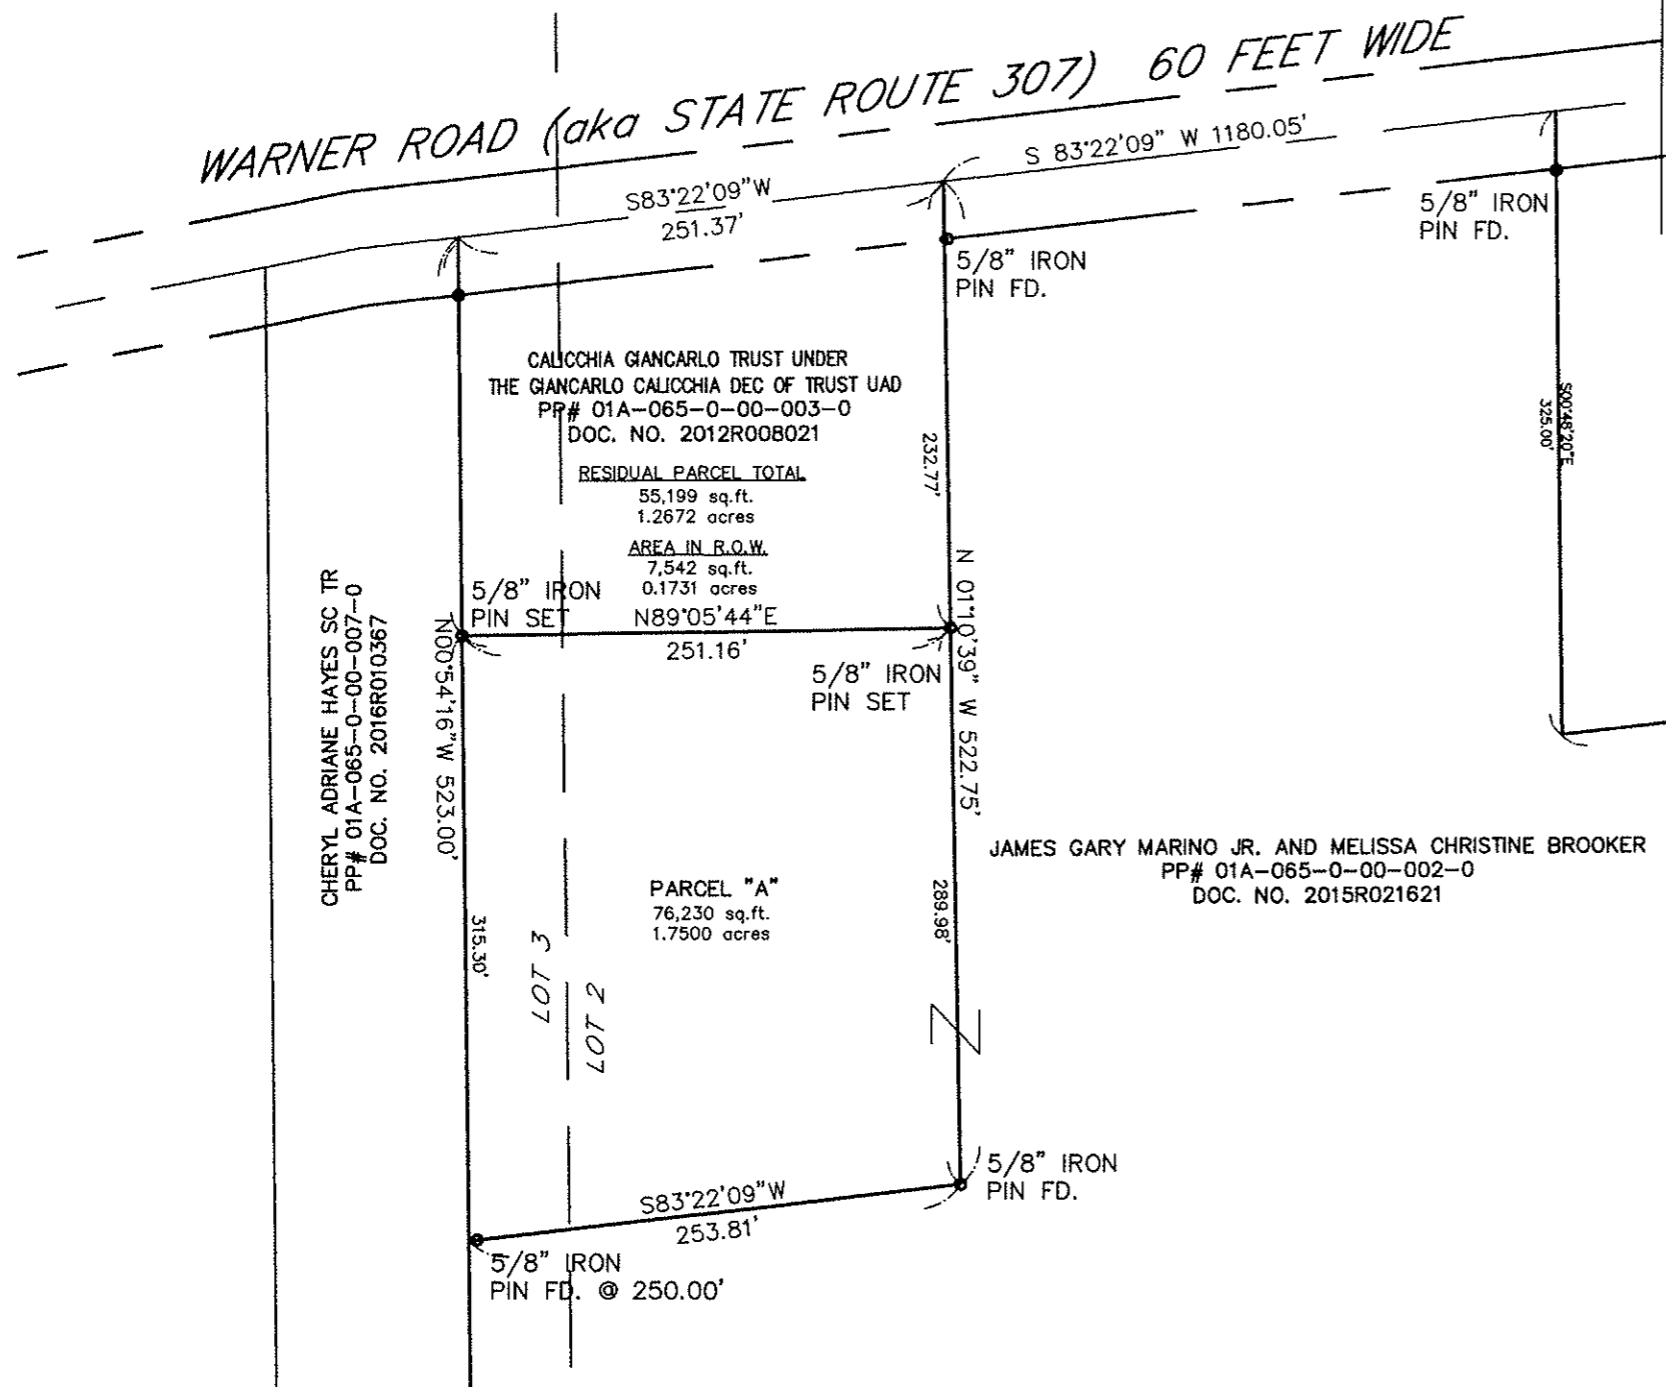 WARNER ROAD (aka STATE ROUTE 307) 60 FEET WIDE
S 83°22'09" W 1180.05'
S83°22'09"W
251.37'
5/8" IRON
PIN FD.
5/8" IRON
PIN FD.
CALICCHIA GIANCARLO TRUST UNDER
THE GIANCARLO CALICCHIA DEC OF TRUST UAD
PP# 01A-065-0-00-003-0
DOC. NO. 2012R008021
RESIDUAL PARCEL TOTAL
55,199 sq.ft.
1.2672 acres
AREA IN R.O.W.
7,542 sq.ft.
0.1731 acres
232.77'
S00°48'20"E
325.00'
5/8" IRON
PIN SET
N89°05'44"E
251.16'
5/8" IRON
PIN SET
N 01°10'39" W 522.75'
CHERYL ADRIANE HAYES SC TR
PP# 01A-065-0-00-007-0
DOC. NO. 2016R010367
N00°54'16"W 523.00'
JAMES GARY MARINO JR. AND MELISSA CHRISTINE BROOKER
PP# 01A-065-0-00-002-0
DOC. NO. 2015R021621
PARCEL "A"
76,230 sq.ft.
1.7500 acres
289.98'
315.30'
LOT 3
LOT 2
Z
5/8" IRON
PIN FD.
S83°22'09"W
253.81'
5/8" IRON
PIN FD. @ 250.00'